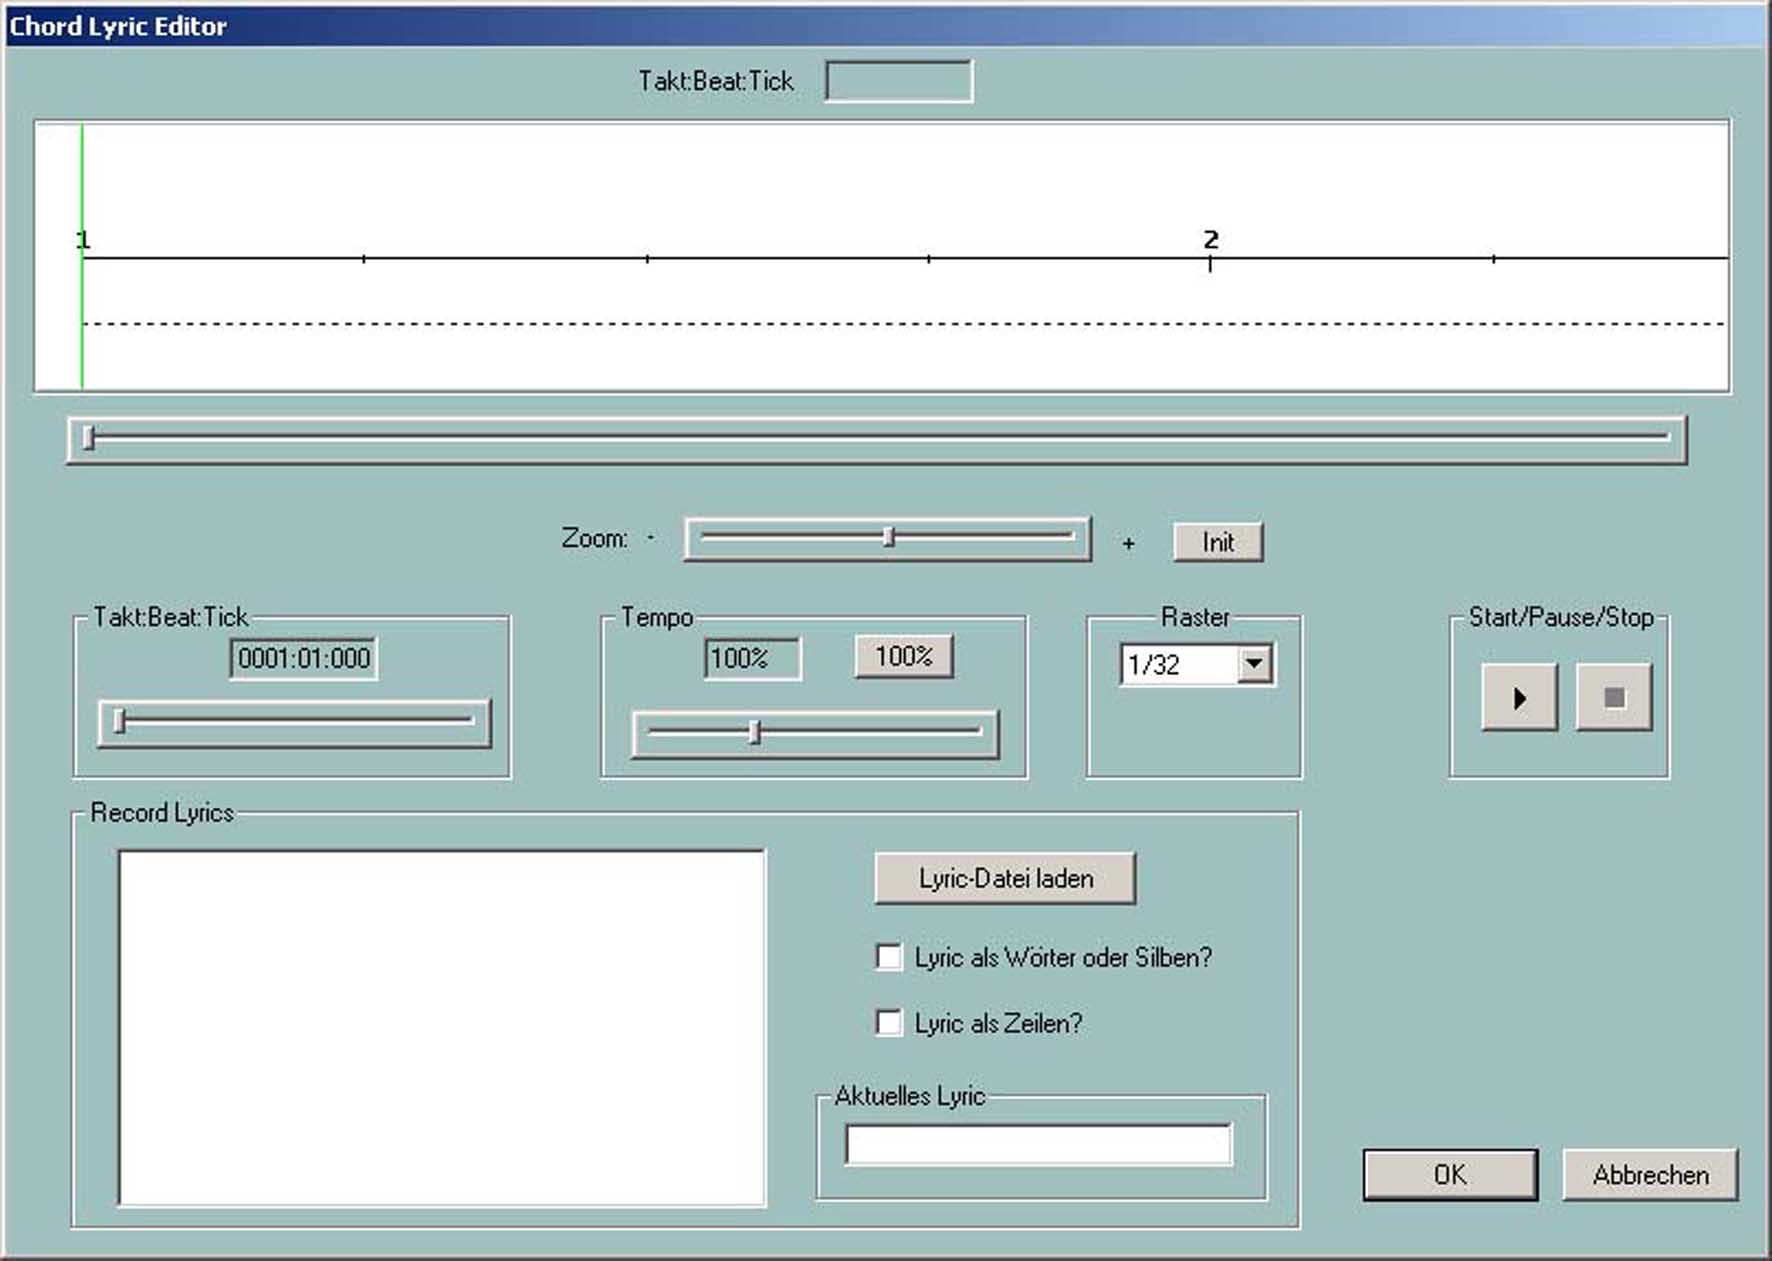 Chord Lyric Editor
Takt:Beat:Tick
1 2
Zoom: - + Init
Takt:Beat:Tick Tempo Raster Start/Pause/Stop
0001:01:000 100% 100% 1/32
Record Lyrics
Lyric-Datei laden
Lyric als Wörter oder Silben?
Lyric als Zeilen?
Aktuelles Lyric
OK Abbrechen